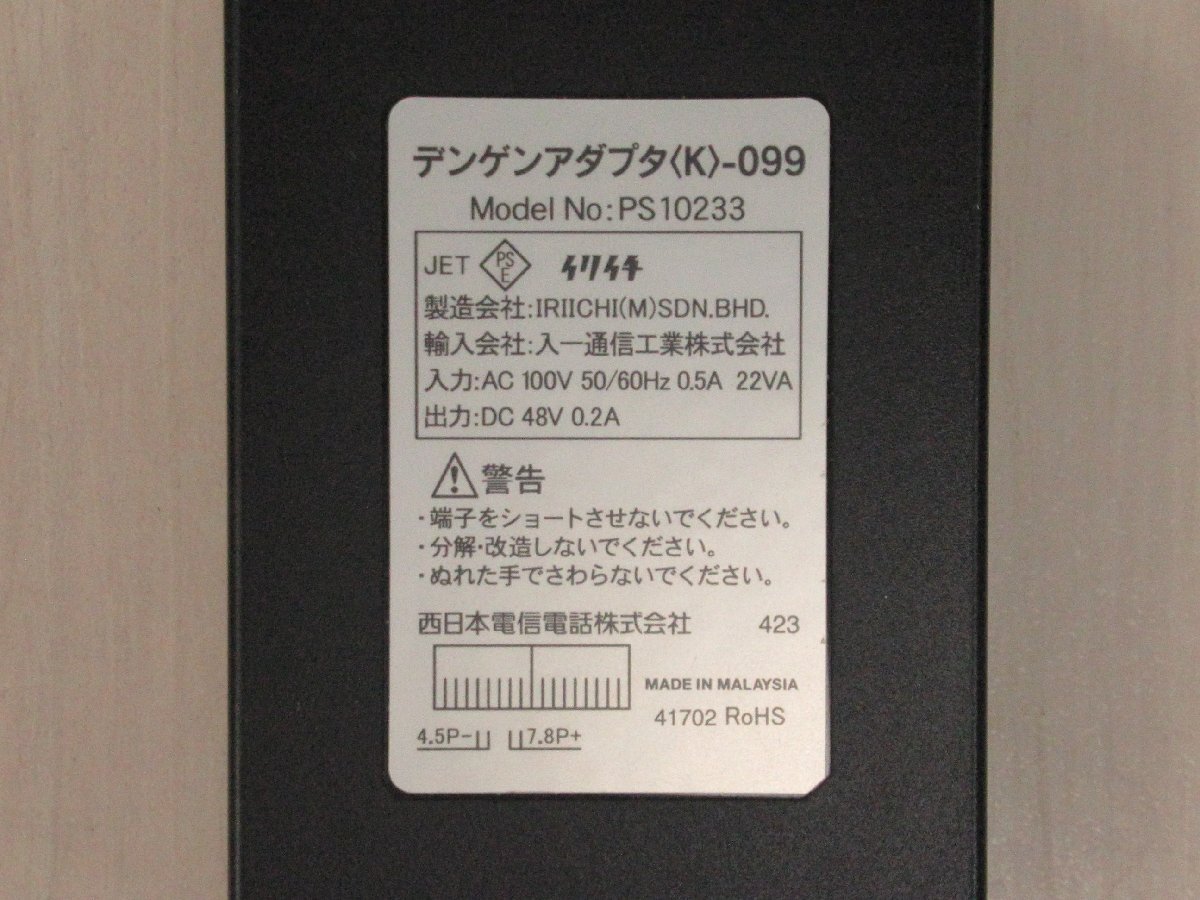 デンゲンアダプタ〈K〉-099
Model No:PS10233
JET PSE イリイチ
製造会社:IRIICHI(M)SDN.BHD.
輸入会社:入一通信工業株式会社
入力:AC 100V 50/60Hz 0.5A 22VA
出力:DC 48V 0.2A
警告
・端子をショートさせないでください。
・分解・改造しないでください。
・ぬれた手でさわらないでください。
西日本電信電話株式会社 423
MADE IN MALAYSIA
41702 RoHS
4.5P- 7.8P+